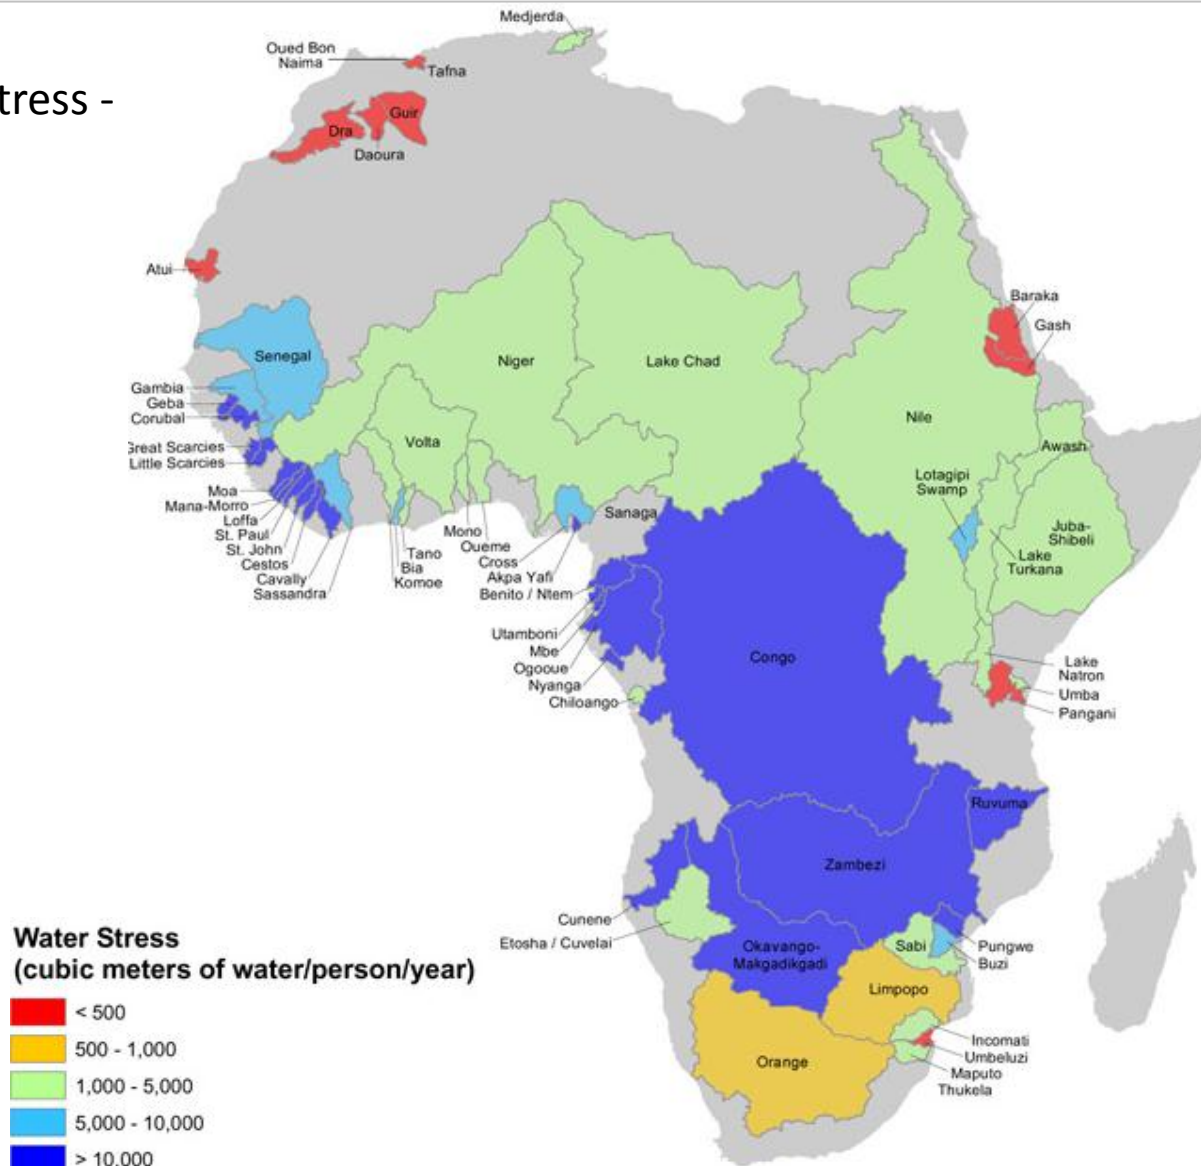 tress -
Medjerda
Oued Bon
Naima
Tafna
Guir
Dra
Daoura
Atui
Baraka
Gash
Senegal
Niger
Lake Chad
Gambia
Geba
Corubal
Nile
Volta
Awash
Great Scarcies
Little Scarcies
Lotagipi
Swamp
Moa
Mana-Morro
Loffa
St. Paul
St. John
Cestos
Cavally
Sassandra
Sanaga
Mono
Oueme
Cross
Akpa Yafi
Benito / Ntem
Tano
Bia
Komoe
Juba-
Shibeli
Lake
Turkana
Utamboni
Mbe
Ogooue
Nyanga
Chiloango
Congo
Lake
Natron
Umba
Pangani
Ruvuma
Zambezi
Cunene
Etosha / Cuvelai
Okavango-
Makgadikgadi
Sabi
Pungwe
Buzi
Limpopo
Orange
Incomati
Umbeluzi
Maputo
Thukela
Water Stress
(cubic meters of water/person/year)
< 500
500 - 1,000
1,000 - 5,000
5,000 - 10,000
> 10,000